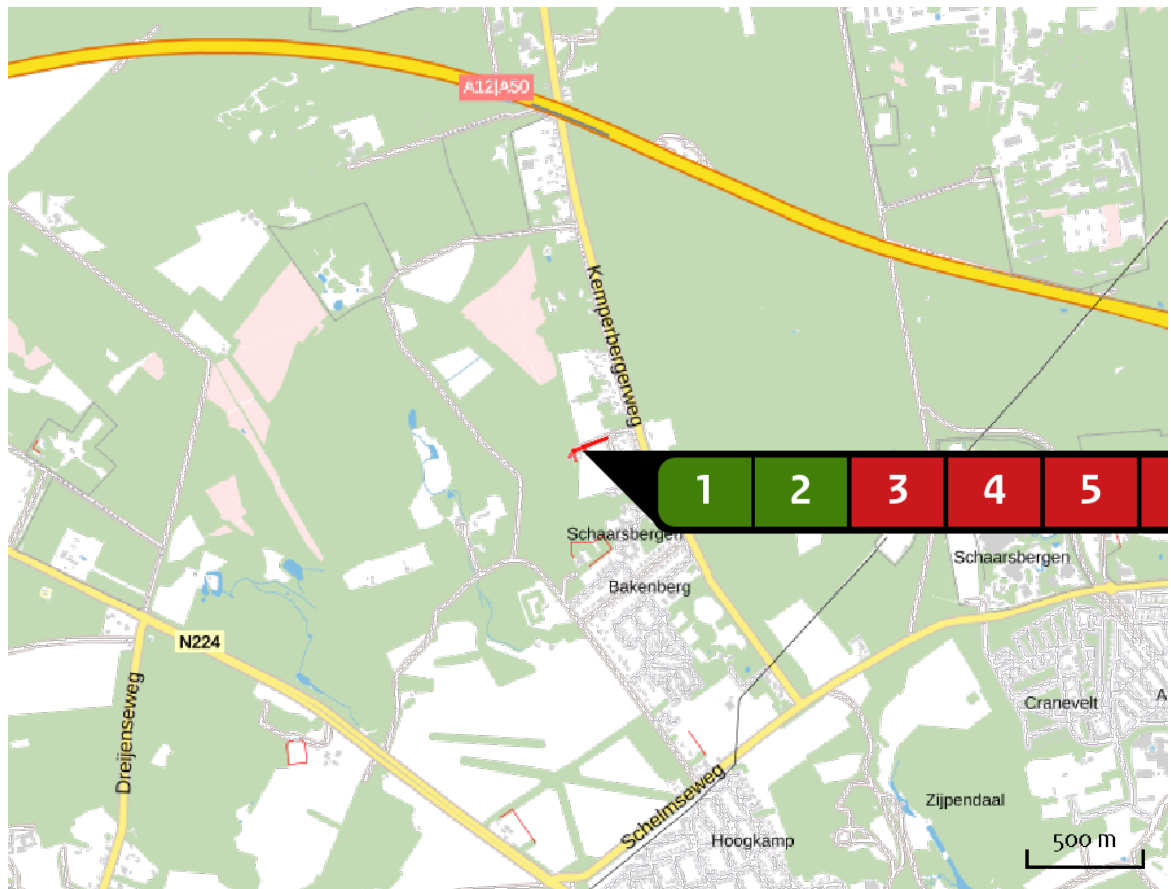 A12|A50
Kemperbergerweg
1 2 3 4 5
Schaarsbergen
Schaarsbergen
Bakenberg
N224
Dreijenseweg
Cranevelt
A
Schelmseweg
Zijpendaal
Hoogkamp
500 m